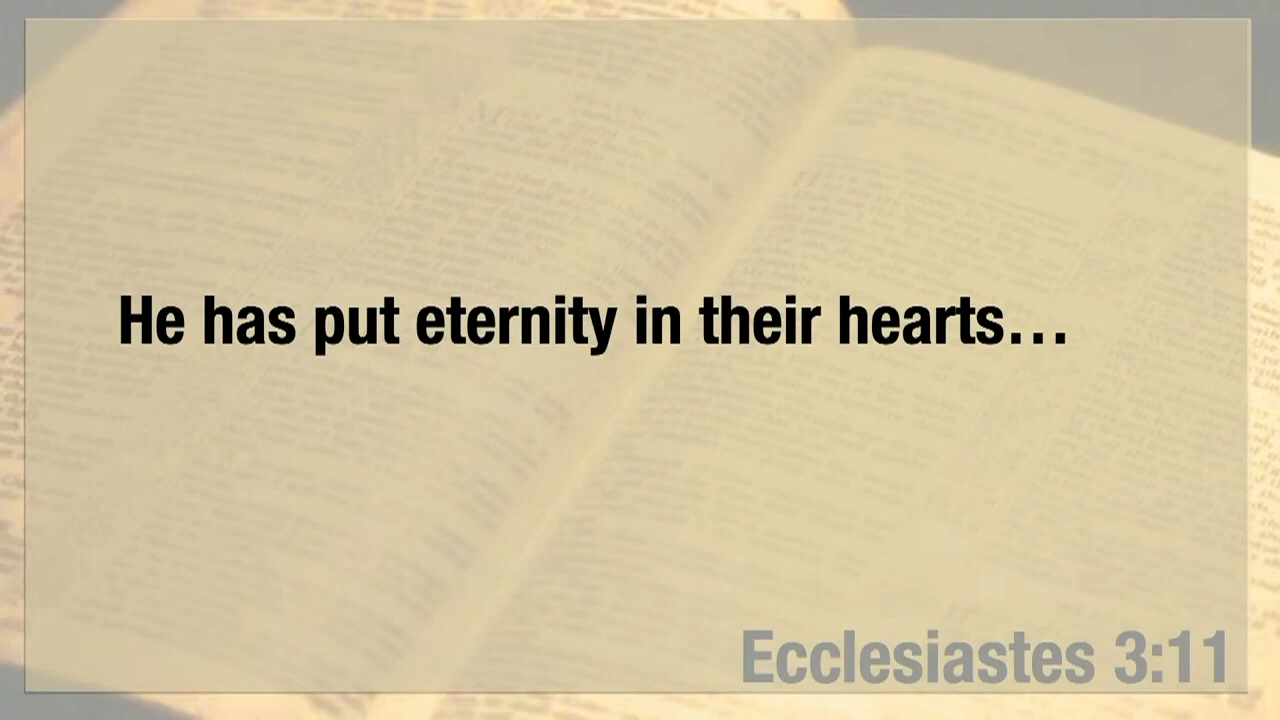 He has put eternity in their hearts…
Ecclesiastes 3:11